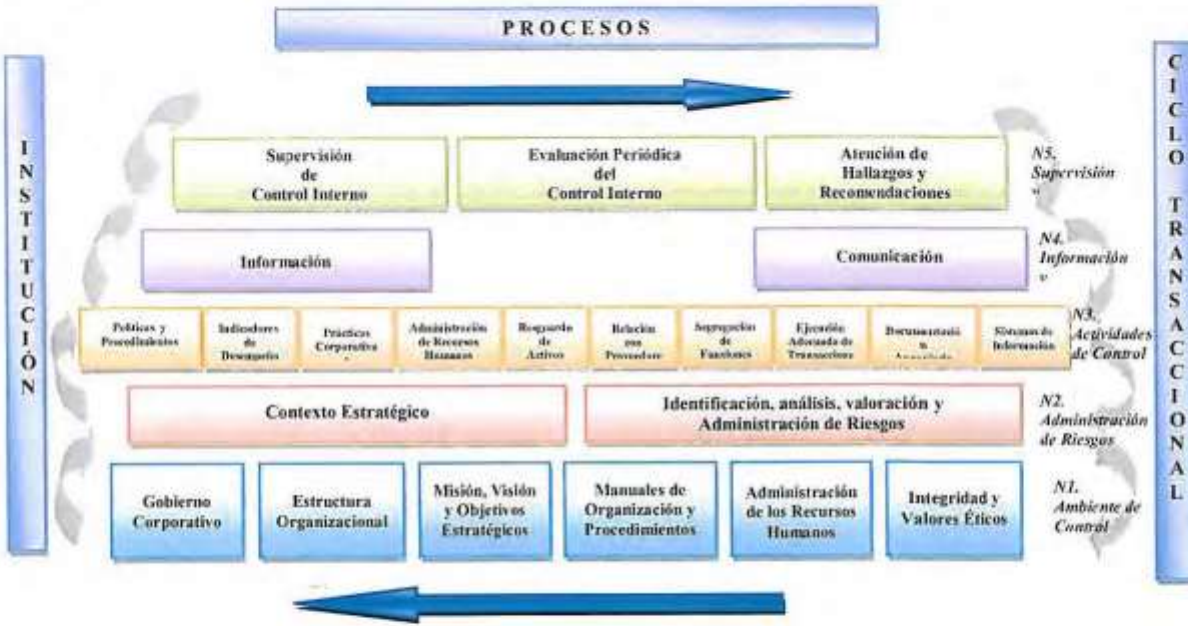 PROCESOS
INSTITUCIÓN
CICLO TRANSACCIONAL
Supervisión
de
Control Interno
Evaluación Periódica
del
Control Interno
Atención de
Hallazgos y
Recomendaciones
N5.
Supervisión
Información
Comunicación
N4.
Información
Políticas y
Procedimientos
Indicadores
de
Desempeño
Prácticas
Corporativa
Administración
de Recursos
Humanos
Resguardo
de
Activos
Relación
con
Proveedore
Segregación
de
Funciones
Ejecución
Adecuada de
Transaccione
Documentació
n
Sistemas de
Información
N3.
Actividades
de Control
Contexto Estratégico
Identificación, análisis, valoración y
Administración de Riesgos
N2.
Administración
de Riesgos
Gobierno
Corporativo
Estructura
Organizacional
Misión, Visión
y Objetivos
Estratégicos
Manuales de
Organización y
Procedimientos
Administración
de los Recursos
Humanos
Integridad y
Valores Éticos
N1.
Ambiente de
Control